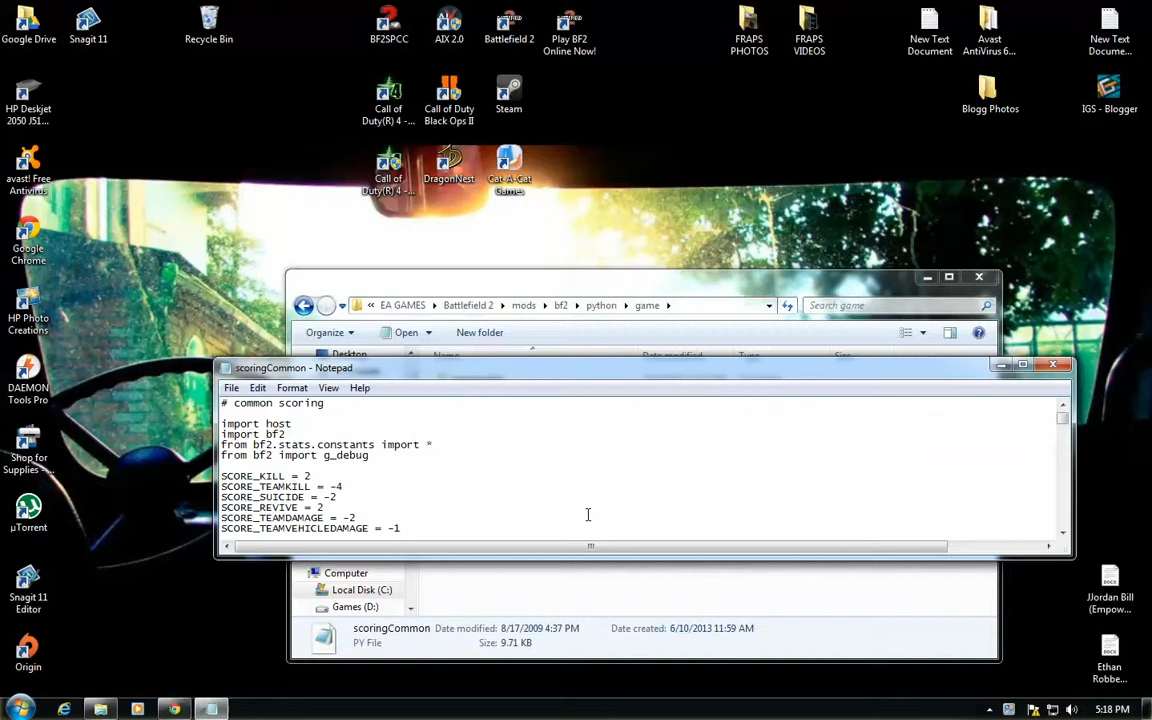 Google Drive
Snagit 11
Recycle Bin
BF2SPCC
AIX 2.0
Battlefield 2
Play BF2
Online Now!
FRAPS
PHOTOS
FRAPS
VIDEOS
New Text
Document
Avast
AntiVirus 6...
New Text
Docume...
HP Deskjet
2050 J51...
Call of
Duty(R) 4 -...
Call of Duty
Black Ops II
Steam
Blogg Photos
IGS - Blogger
avast! Free
Antivirus
Call of
Duty(R) 4 -...
DragonNest
Cat-A-Cat
Games
Google
Chrome
HP Photo
Creations
DAEMON
Tools Pro
Shop for
Supplies -...
µTorrent
Snagit 11
Editor
Origin
JJordan Bill
(Empow...
Ethan
Robbe...
« EA GAMES Battlefield 2 mods bf2 python game
Search game
Organize Open New folder
Desktop
Name Date modified Type Size
scoringCommon - Notepad
File Edit Format View Help
# common scoring
import host
import bf2
from bf2.stats.constants import *
from bf2 import g_debug
SCORE_KILL = 2
SCORE_TEAMKILL = -4
SCORE_SUICIDE = -2
SCORE_REVIVE = 2
SCORE_TEAMDAMAGE = -2
SCORE_TEAMVEHICLEDAMAGE = -1
Computer
Local Disk (C:)
Games (D:)
scoringCommon Date modified: 8/17/2009 4:37 PM Date created: 6/10/2013 11:59 AM
PY File Size: 9.71 KB
5:18 PM